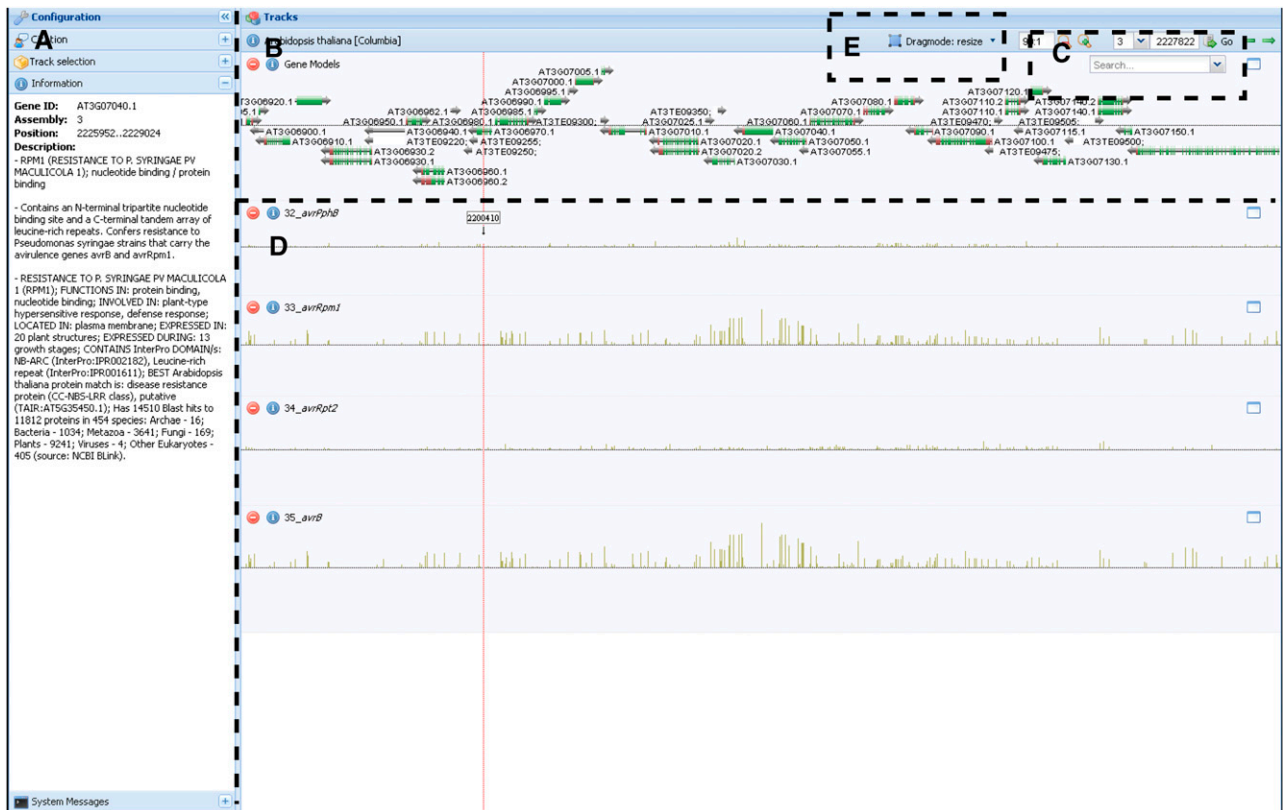 Configuration
A
Citation
Track selection
Information
Gene ID: AT3G07040.1
Assembly: 3
Position: 2225952..2229024
Description:
- RPM1 (RESISTANCE TO P. SYRINGAE PV
MACULICOLA 1); nucleotide binding / protein
binding
- Contains an N-terminal tripartite nucleotide
binding site and a C-terminal tandem array of
leucine-rich repeats. Confers resistance to
Pseudomonas syringae strains that carry the
avirulence genes avrB and avrRpm1.
- RESISTANCE TO P. SYRINGAE PV MACULICOLA
1 (RPM1); FUNCTIONS IN: protein binding,
nucleotide binding; INVOLVED IN: plant-type
hypersensitive response, defense response;
LOCATED IN: plasma membrane; EXPRESSED IN:
20 plant structures; EXPRESSED DURING: 13
growth stages; CONTAINS InterPro DOMAIN/s:
NB-ARC (InterPro:IPR002182), Leucine-rich
repeat (InterPro:IPR001611); BEST Arabidopsis
thaliana protein match is: disease resistance
protein (CC-NBS-LRR class), putative
(TAIR:AT5G35450.1); Has 14510 Blast hits to
11812 proteins in 454 species: Archae - 16;
Bacteria - 1034; Metazoa - 3641; Fungi - 169;
Plants - 9241; Viruses - 4; Other Eukaryotes -
405 (source: NCBI BLink).
System Messages
Tracks
B
Arabidopsis thaliana [Columbia]
E
Dragmode: resize
C
3
2227822
Go
Search...
Gene Models
AT3G07005.1
AT3G07000.1
AT3G06995.1
AT3G07120.1
AT3G06920.1 AT3G06990.1 AT3G07080.1 AT3G07110.2 AT3G07140.2
5.1 AT3G06962.1 AT3G06985.1 AT3TE09350; AT3G07070.1 AT3G07110.1 AT3G07140.1
AT3G06950.1 AT3G06980.1 AT3TE09300; AT3G07025.1 AT3G07060.1 AT3TE09470; AT3TE09505;
AT3G06900.1 AT3G06940.1 AT3G06970.1 AT3G07010.1 AT3G07040.1 AT3G07090.1 AT3G07115.1 AT3G07150.1
AT3G06910.1 AT3TE09220; AT3TE09255; AT3G07020.1 AT3G07050.1 AT3G07100.1 AT3TE09500;
AT3G06930.2 AT3TE09250; AT3G07020.2 AT3G07055.1 AT3TE09475;
AT3G06930.1 AT3G07030.1 AT3G07130.1
AT3G06960.1
AT3G06960.2
32_avrPphB
2200410
D
33_avrRpm1
34_avrRpt2
35_avrB